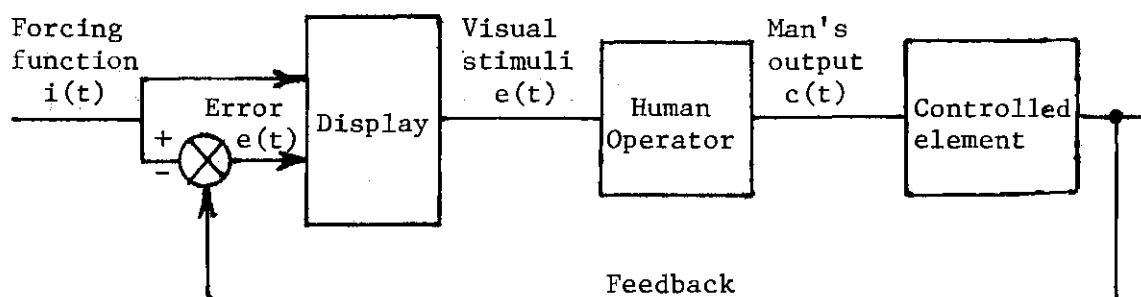 Forcing
function
i(t)
+
-
Error
e(t)
Display
Visual
stimuli
e(t)
Human
Operator
Man's
output
c(t)
Controlled
element
Feedback